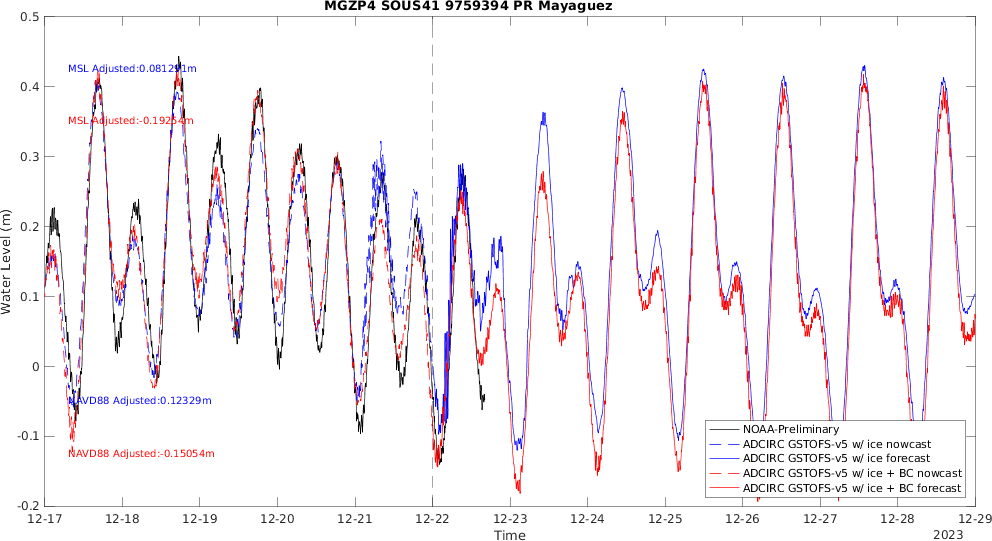 MGZP4 SOUS41 9759394 PR Mayaguez
0.5
0.4
0.3
0.2
0.1
0
-0.1
-0.2
Water Level (m)
MSL Adjusted:0.081291m
MSL Adjusted:-0.19254m
NAVD88 Adjusted:0.12329m
NAVD88 Adjusted:-0.15054m
NOAA-Preliminary
ADCIRC GSTOFS-v5 w/ ice nowcast
ADCIRC GSTOFS-v5 w/ ice forecast
ADCIRC GSTOFS-v5 w/ ice + BC nowcast
ADCIRC GSTOFS-v5 w/ ice + BC forecast
12-17 12-18 12-19 12-20 12-21 12-22 12-23 12-24 12-25 12-26 12-27 12-28 12-29
Time
2023